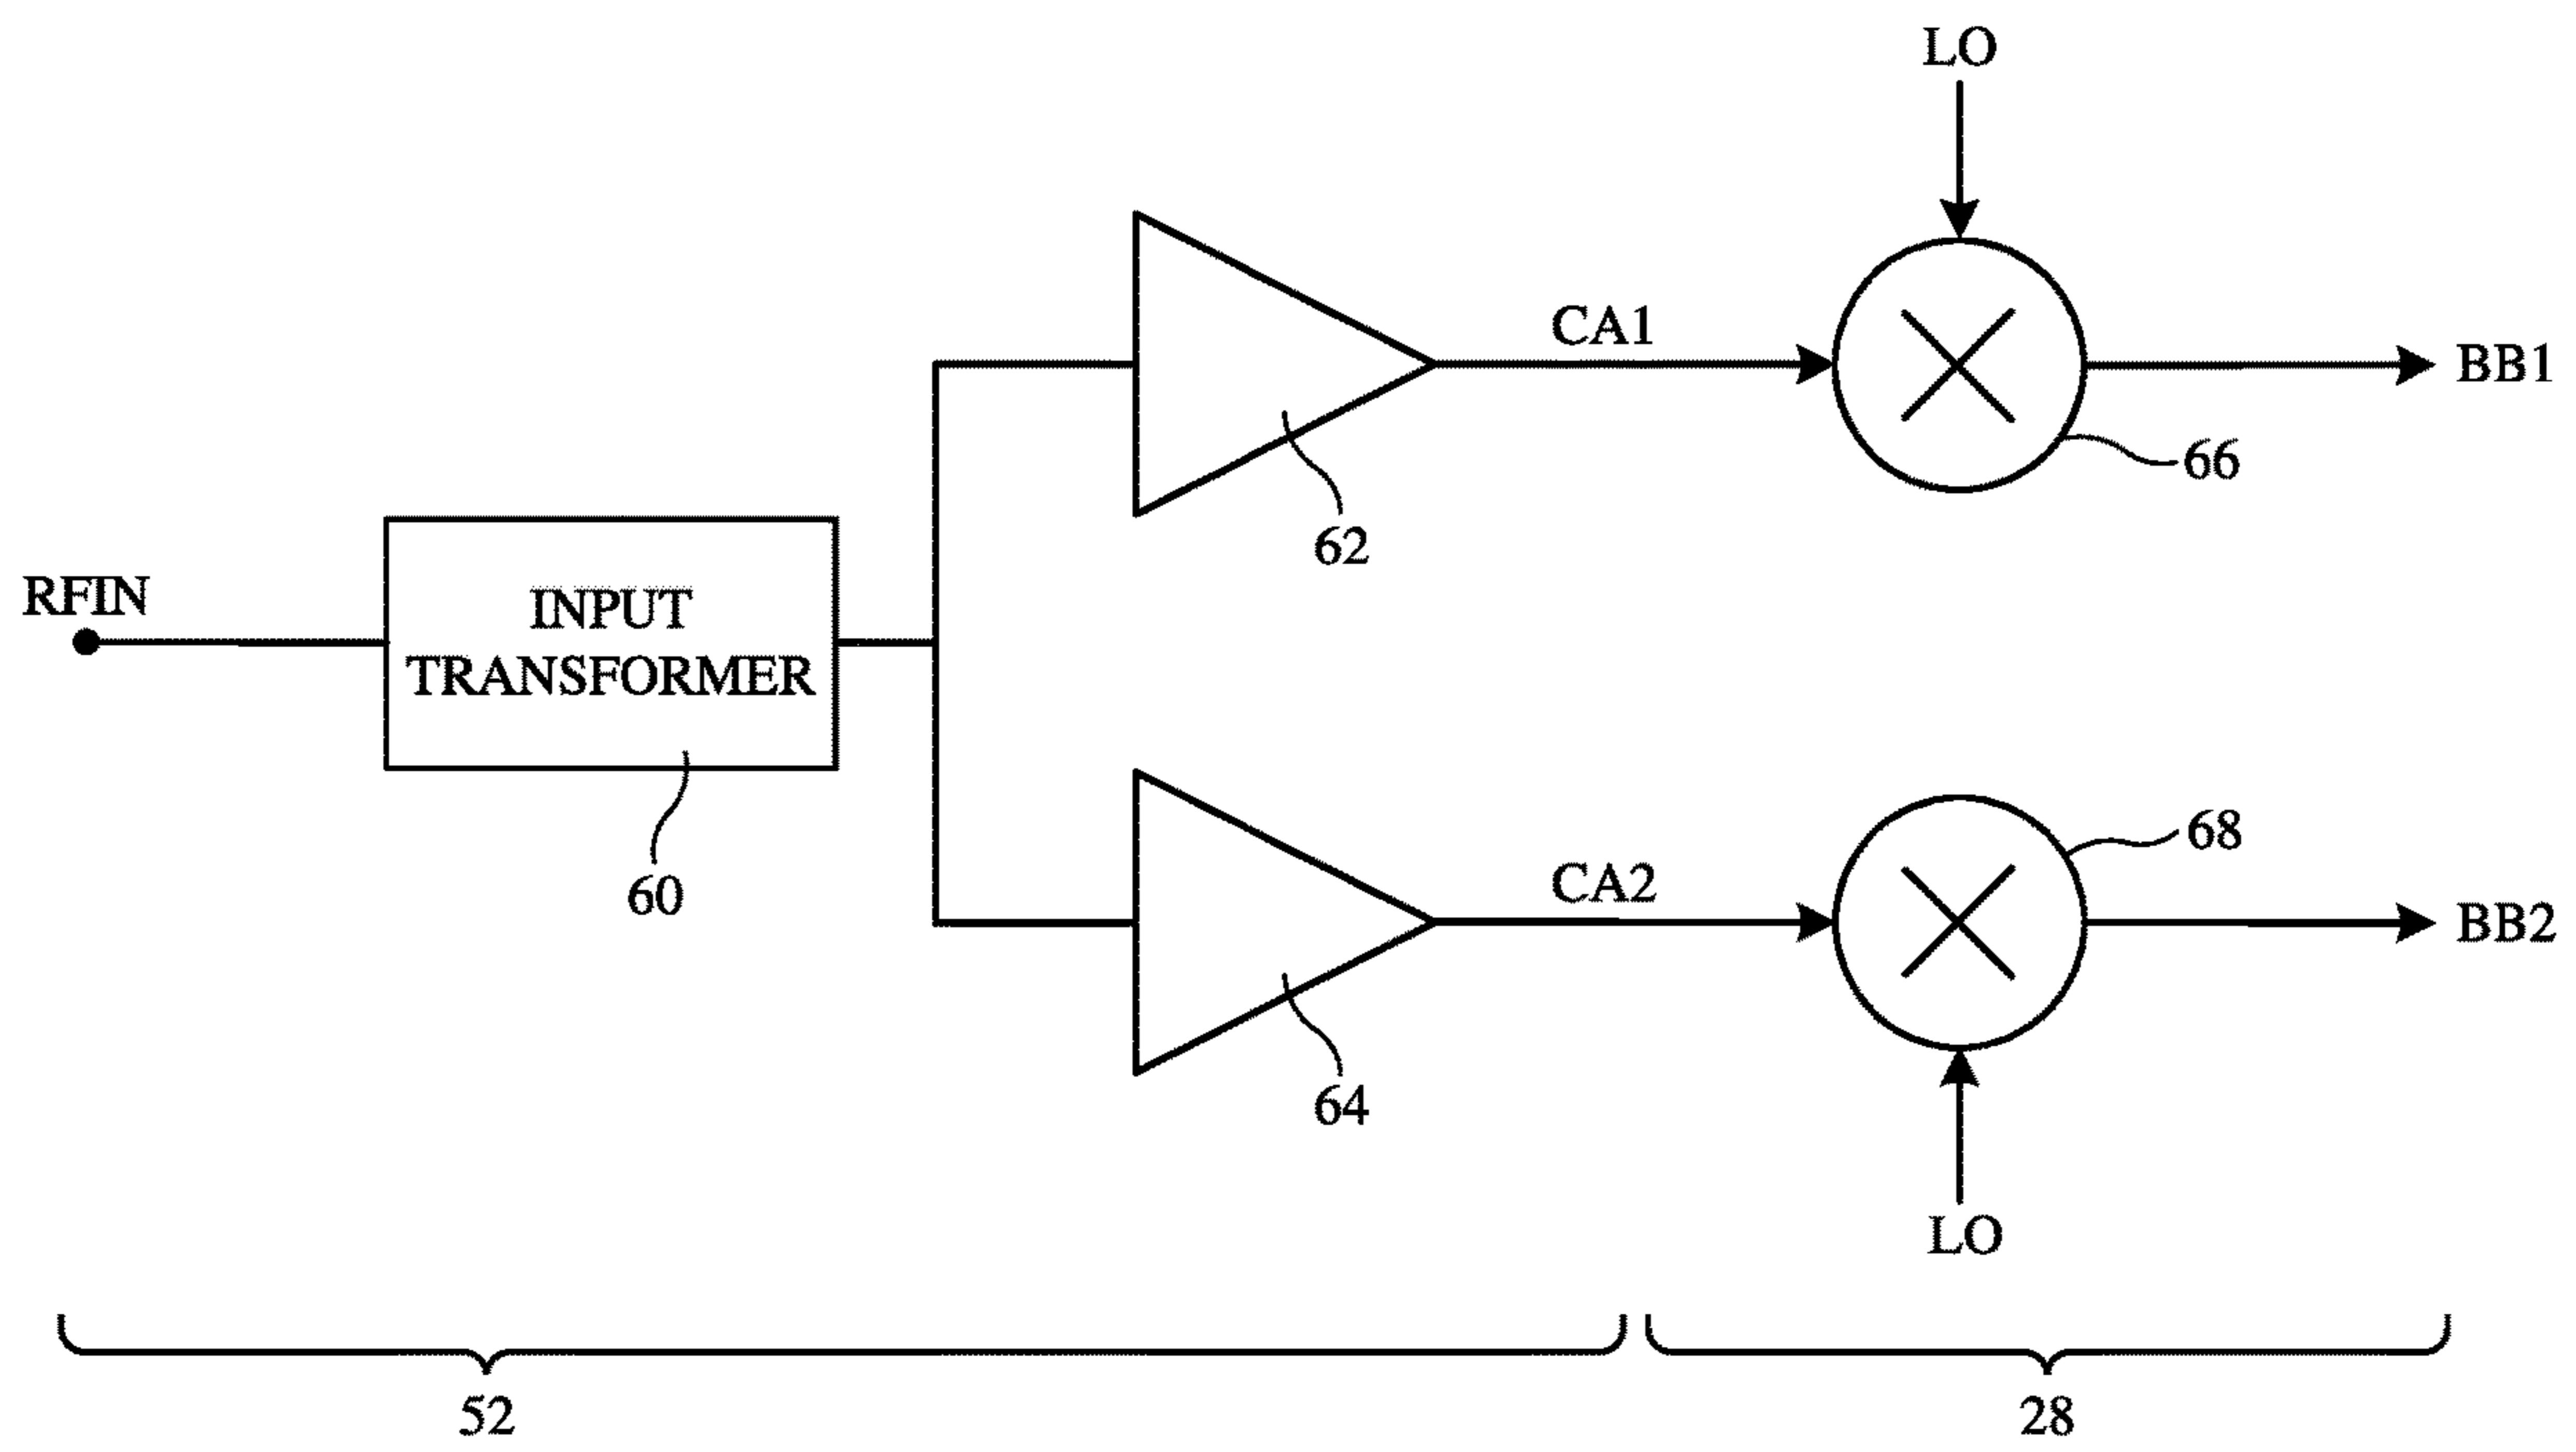 LO
CA1
BB1
66
62
RFIN
INPUT
TRANSFORMER
60
68
CA2
BB2
64
LO
52
28